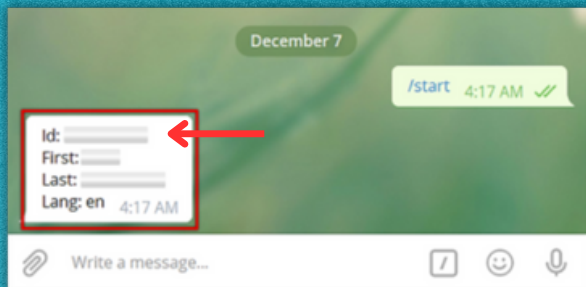 December 7
/start 4:17 AM
Id:
First:
Last:
Lang: en 4:17 AM
Write a message...